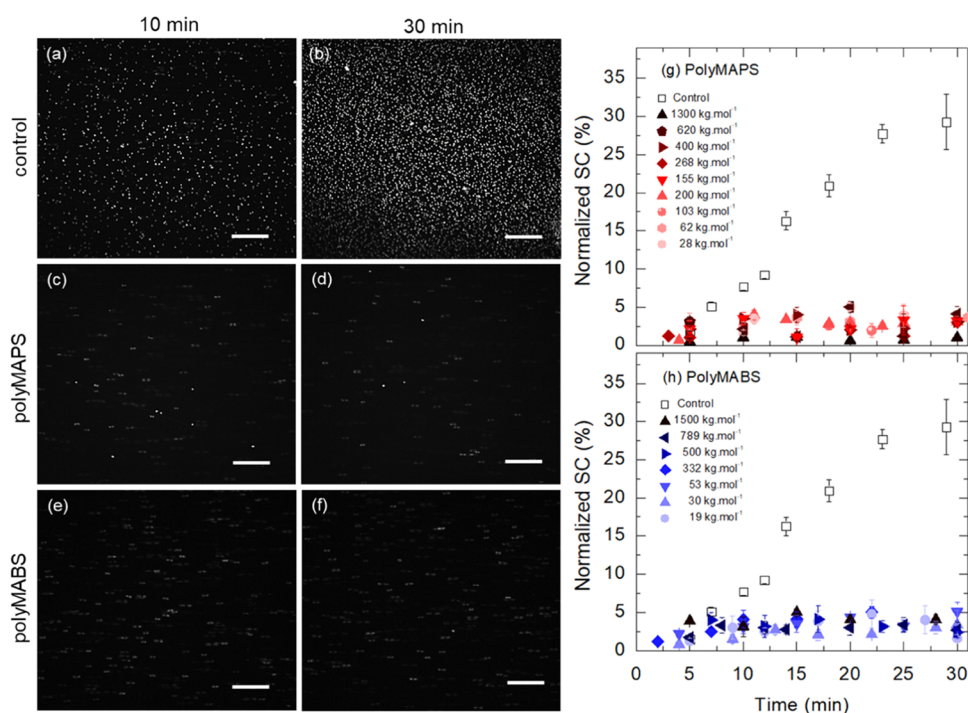 10 min
30 min
control
polyMAPS
polyMABS
(a)
(b)
(c)
(d)
(e)
(f)
Normalized SC (%)
35
30
25
20
15
10
5
0
(g) PolyMAPS
Control
1300 kg.mol⁻¹
620 kg.mol⁻¹
400 kg.mol⁻¹
268 kg.mol⁻¹
155 kg.mol⁻¹
200 kg.mol⁻¹
103 kg.mol⁻¹
62 kg.mol⁻¹
28 kg.mol⁻¹
Normalized SC (%)
35
30
25
20
15
10
5
0
(h) PolyMABS
Control
1500 kg.mol⁻¹
789 kg.mol⁻¹
500 kg.mol⁻¹
332 kg.mol⁻¹
53 kg.mol⁻¹
30 kg.mol⁻¹
19 kg.mol⁻¹
0 5 10 15 20 25 30
Time (min)